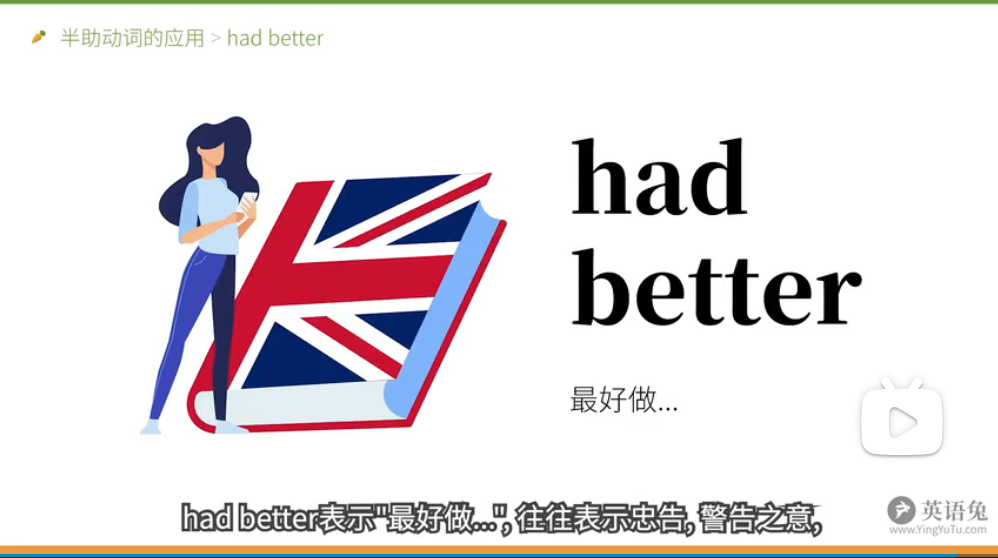 半助动词的应用 > had better
had
better
最好做...
had better表示"最好做...", 往往表示忠告, 警告之意,
英语兔
www.YingYuTu.com